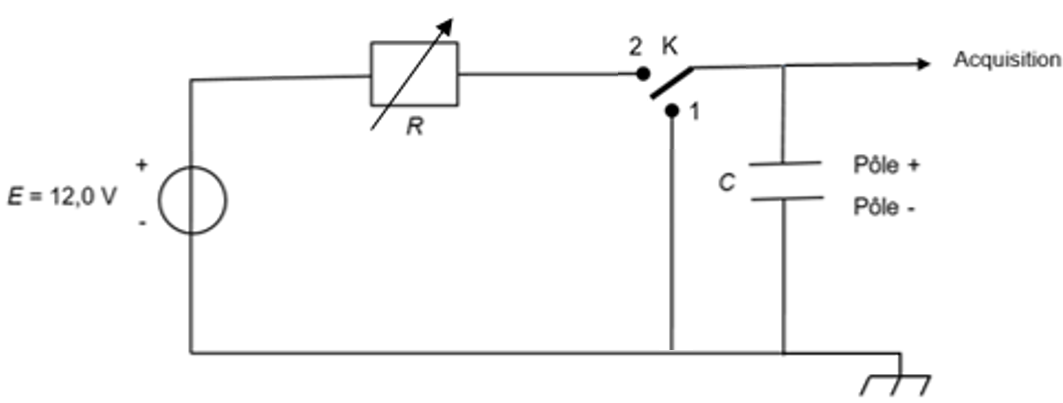 2 K
Acquisition
R
1
+
E = 12,0 V
-
C
Pôle +
Pôle -